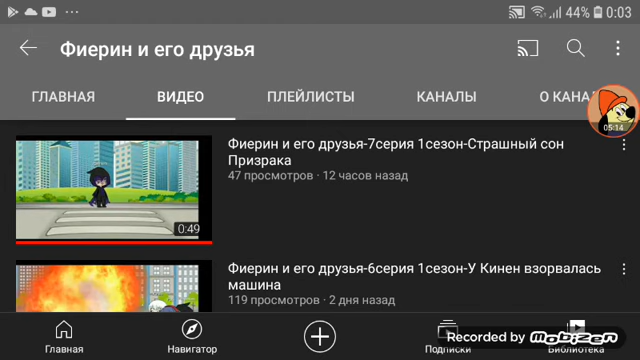 44% 0:03
Фиерин и его друзья
ГЛАВНАЯ ВИДЕО ПЛЕЙЛИСТЫ КАНАЛЫ О КАНАЛ
05:14
Фиерин и его друзья-7серия 1сезон-Страшный сон
Призрака
47 просмотров · 12 часов назад
0:49
Фиерин и его друзья-6серия 1сезон-У Кинен взорвалась
машина
119 просмотров · 2 дня назад
Recorded by Mobizen
Главная Навигатор Подписки Библиотека